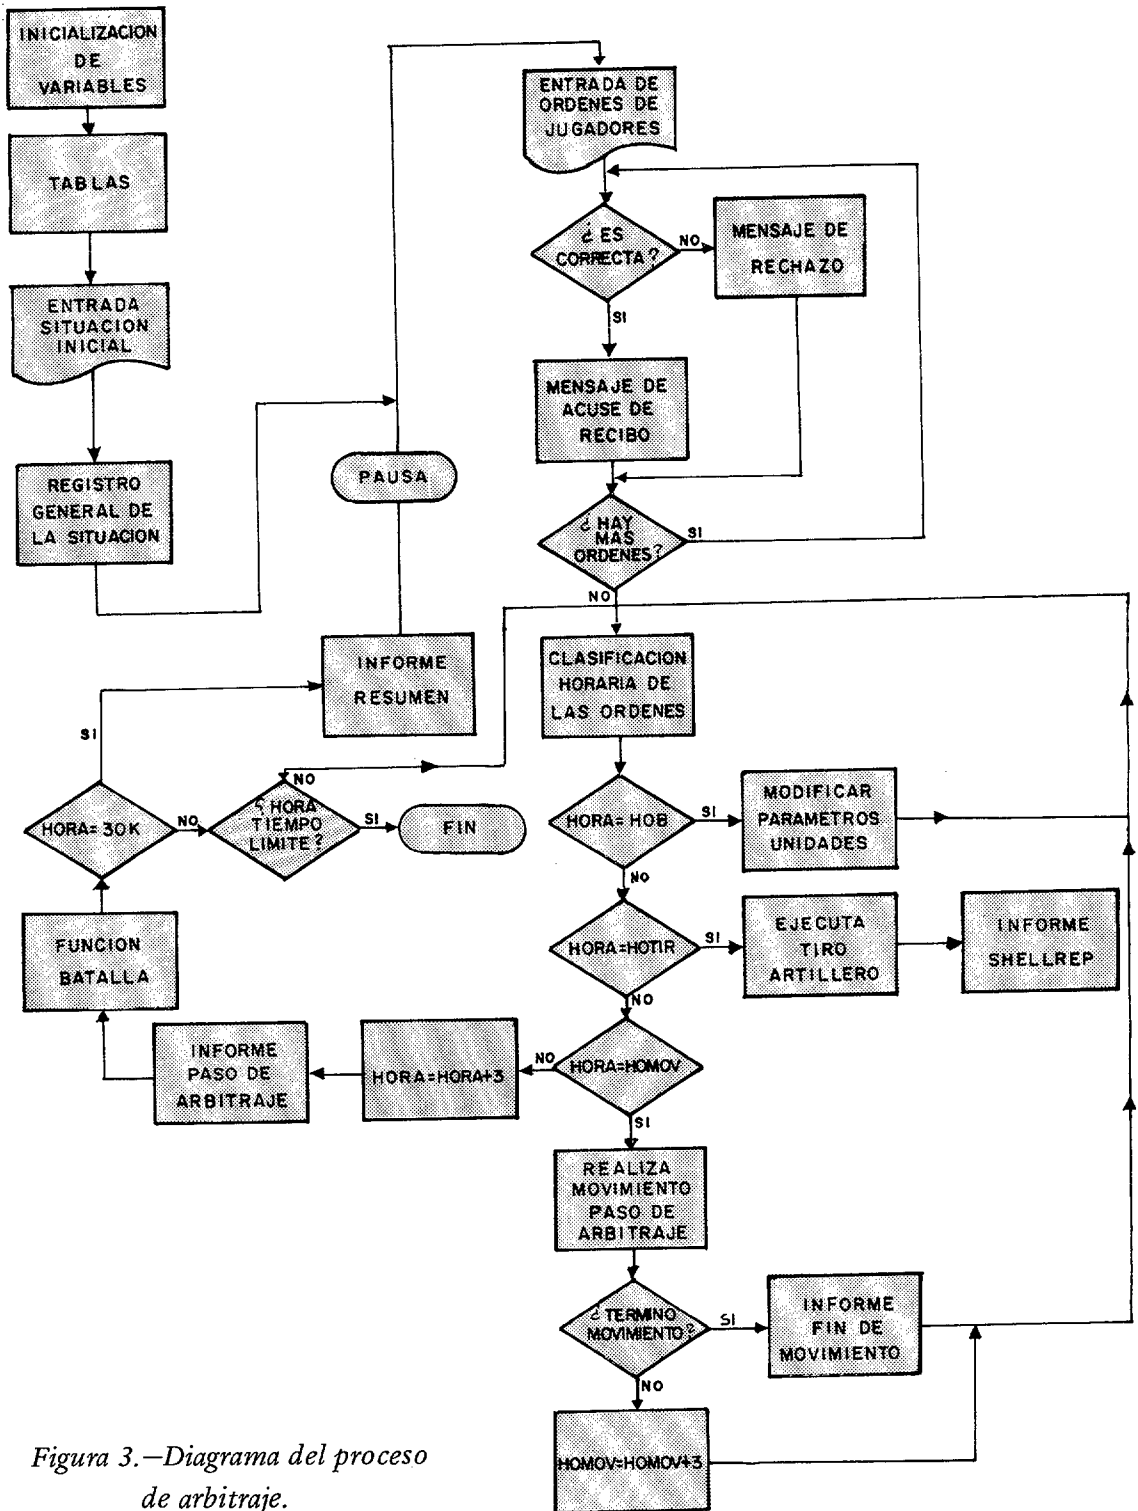 INICIALIZACION
DE
VARIABLES
TABLAS
ENTRADA
SITUACION
INICIAL
REGISTRO
GENERAL DE
LA SITUACION
ENTRADA DE
ORDENES DE
JUGADORES
¿ ES
CORRECTA?
NO
MENSAJE DE
RECHAZO
SI
MENSAJE DE
ACUSE DE
RECIBO
¿ HAY
MAS
ORDENES?
SI
NO
PAUSA
INFORME
RESUMEN
CLASIFICACION
HORARIA DE
LAS ORDENES
SI
HORA=30K
NO
NO
¿ HORA
TIEMPO
LIMITE?
SI
FIN
HORA=HOB
SI
MODIFICAR
PARAMETROS
UNIDADES
NO
HORA=HOTIR
SI
EJECUTA
TIRO
ARTILLERO
INFORME
SHELLREP
NO
FUNCION
BATALLA
INFORME
PASO DE
ARBITRAJE
HORA=HORA+3
NO
HORA=HOMOV
SI
REALIZA
MOVIMIENTO
PASO DE
ARBITRAJE
¿ TERMINO
MOVIMIENTO?
SI
INFORME
FIN DE
MOVIMIENTO
NO
HOMOV=HOMOV+3
Figura 3.—Diagrama del proceso
de arbitraje.